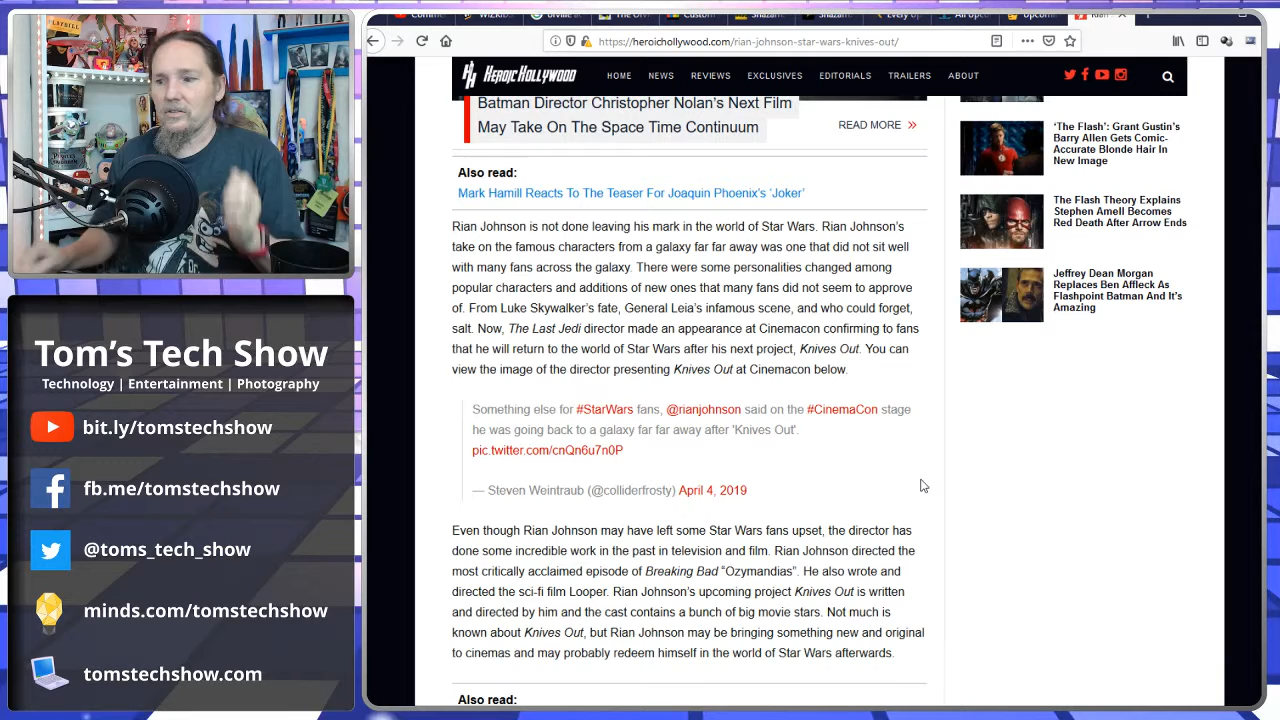 WizKid
Orville
The Orv
Custom
Shazam
Shazam
Every U
All Upco
Upcom
https://heroichollywood.com/rian-johnson-star-wars-knives-out/
HEROIC HOLLYWOOD
HOME
NEWS
REVIEWS
EXCLUSIVES
EDITORIALS
TRAILERS
ABOUT
Batman Director Christopher Nolan's Next Film
May Take On The Space Time Continuum
READ MORE »
Also read:
Mark Hamill Reacts To The Teaser For Joaquin Phoenix's 'Joker'
Rian Johnson is not done leaving his mark in the world of Star Wars. Rian Johnson's
take on the famous characters from a galaxy far far away was one that did not sit well
with many fans across the galaxy. There were some personalities changed among
popular characters and additions of new ones that many fans did not seem to approve
of. From Luke Skywalker's fate, General Leia's infamous scene, and who could forget,
salt. Now, The Last Jedi director made an appearance at Cinemacon confirming to fans
that he will return to the world of Star Wars after his next project, Knives Out. You can
view the image of the director presenting Knives Out at Cinemacon below.
Something else for #StarWars fans, @rianjohnson said on the #CinemaCon stage
he was going back to a galaxy far far away after 'Knives Out'.
pic.twitter.com/cnQn6u7n0P
— Steven Weintraub (@colliderfrosty) April 4, 2019
Even though Rian Johnson may have left some Star Wars fans upset, the director has
done some incredible work in the past in television and film. Rian Johnson directed the
most critically acclaimed episode of Breaking Bad "Ozymandias". He also wrote and
directed the sci-fi film Looper. Rian Johnson's upcoming project Knives Out is written
and directed by him and the cast contains a bunch of big movie stars. Not much is
known about Knives Out, but Rian Johnson may be bringing something new and original
to cinemas and may probably redeem himself in the world of Star Wars afterwards.
Also read:
'The Flash': Grant Gustin's
Barry Allen Gets Comic-
Accurate Blonde Hair In
New Image
The Flash Theory Explains
Stephen Amell Becomes
Red Death After Arrow Ends
Jeffrey Dean Morgan
Replaces Ben Affleck As
Flashpoint Batman And It's
Amazing
Tom's Tech Show
Technology | Entertainment | Photography
bit.ly/tomstechshow
fb.me/tomstechshow
@toms_tech_show
minds.com/tomstechshow
tomstechshow.com